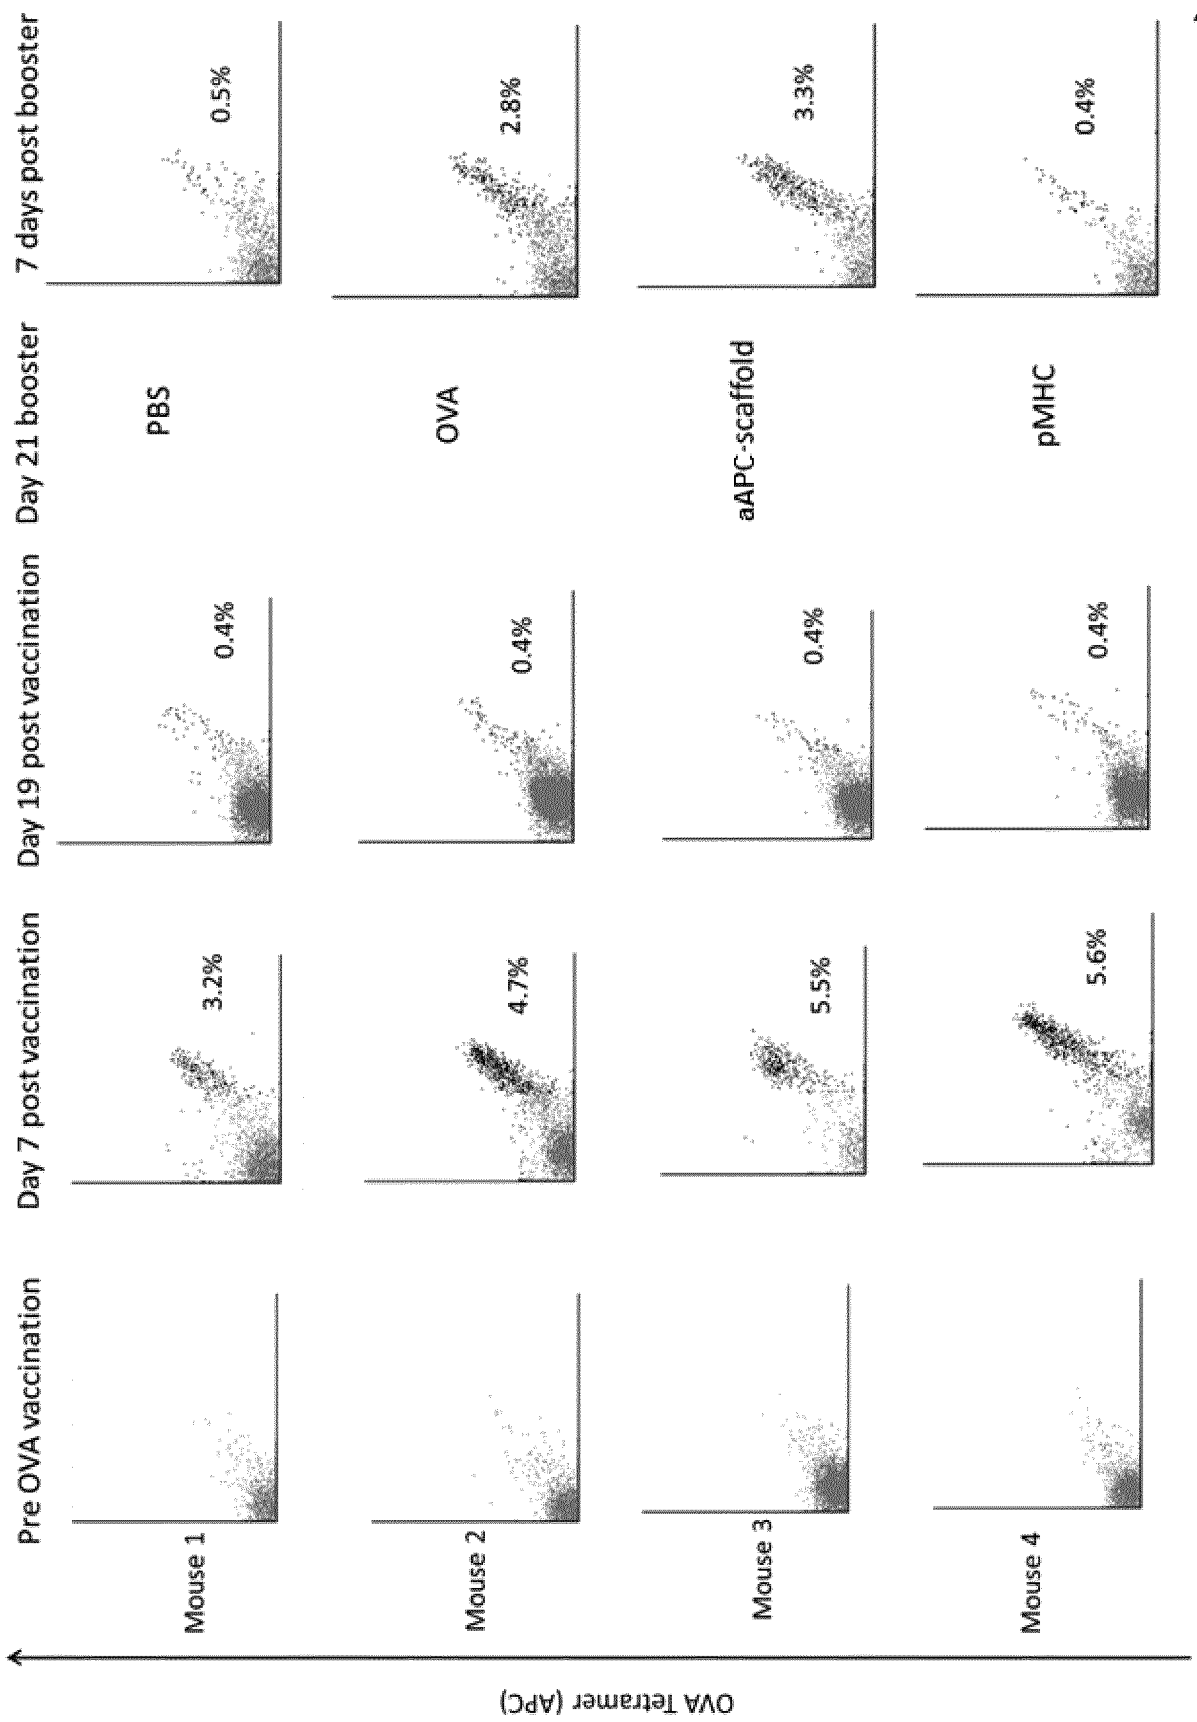 Pre OVA vaccination
Day 7 post vaccination
Day 19 post vaccination
Day 21 booster
7 days post booster
Mouse 1
3.2%
0.4%
PBS
0.5%
Mouse 2
4.7%
0.4%
OVA
2.8%
Mouse 3
5.5%
0.4%
aAPC-scaffold
3.3%
Mouse 4
5.6%
0.4%
pMHC
0.4%
OVA Tetramer (APC)